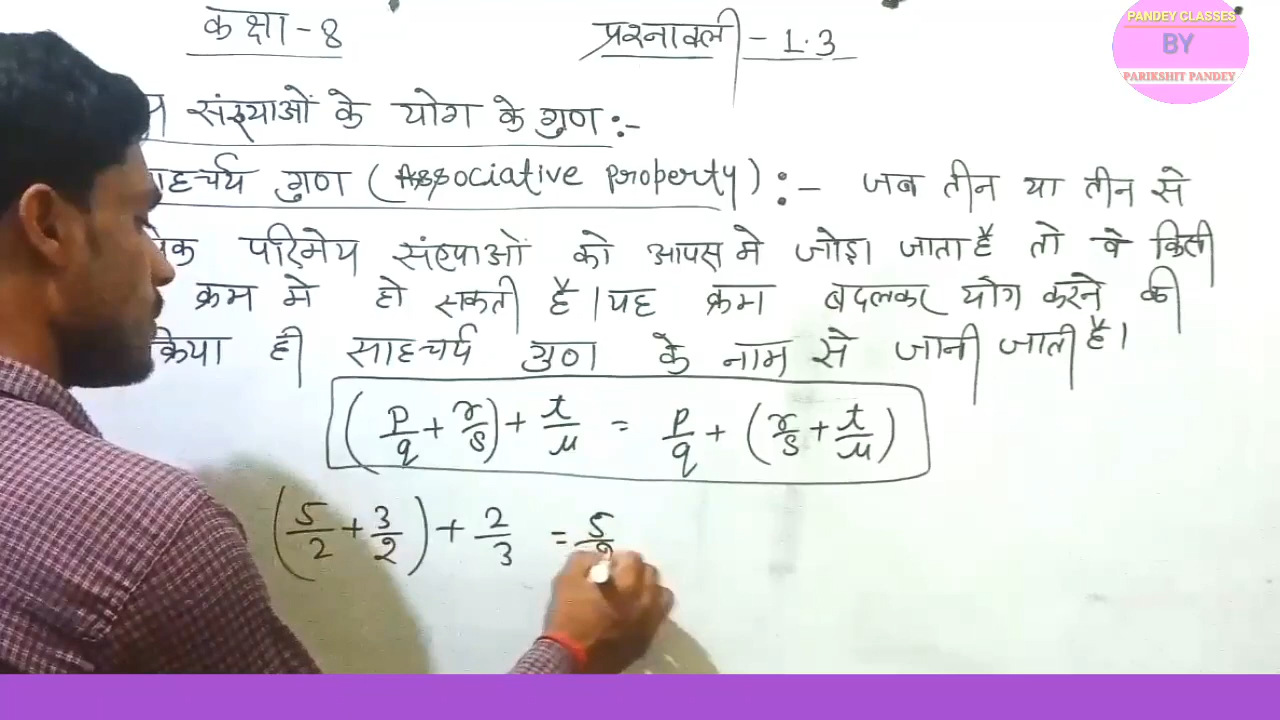 कक्षा - 8
प्रश्नावली - 1.3
PANDEY CLASSES
BY
PARIKSHIT PANDEY
संख्याओं के योग के गुण :-
साहचर्य गुण (Associative Property) :- जब तीन या तीन से
परिमेय संख्याओं को आपस मे जोड़ा जाता है तो वे किसी
क्रम मे हो सकती है। यह क्रम बदलकर योग करने की
क्रिया ही साहचर्य गुण के नाम से जानी जाती है।
(p/q + r/s) + t/u = p/q + (r/s + t/u)
(5/2 + 3/2) + 2/3 = 5/2